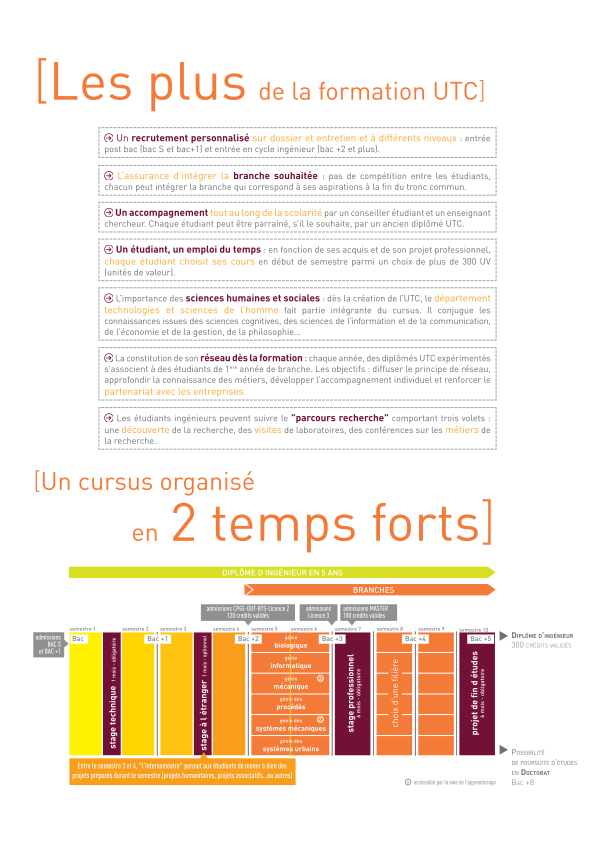 [Les plus de la formation UTC]
Un recrutement personnalisé sur dossier et entretien et à différents niveaux : entrée
post bac (bac S et bac+1) et entrée en cycle ingénieur (bac +2 et plus).
L'assurance d'intégrer la branche souhaitée : pas de compétition entre les étudiants,
chacun peut intégrer la branche qui correspond à ses aspirations à la fin du tronc commun.
Un accompagnement tout au long de la scolarité par un conseiller étudiant et un enseignant
chercheur. Chaque étudiant peut être parrainé, s'il le souhaite, par un ancien diplômé UTC.
Un étudiant, un emploi du temps : en fonction de ses acquis et de son projet professionnel,
chaque étudiant choisit ses cours en début de semestre parmi un choix de plus de 300 UV
(unités de valeur).
L'importance des sciences humaines et sociales : dès la création de l'UTC, le département
technologies et sciences de l'homme fait partie intégrante du cursus. Il conjugue les
connaissances issues des sciences cognitives, des sciences de l'information et de la communication,
de l'économie et de la gestion, de la philosophie...
La constitution de son réseau dès la formation : chaque année, des diplômés UTC expérimentés
s'associent à des étudiants de 1ère année de branche. Les objectifs : diffuser le principe de réseau,
approfondir la connaissance des métiers, développer l'accompagnement individuel et renforcer le
partenariat avec les entreprises.
Les étudiants ingénieurs peuvent suivre le "parcours recherche" comportant trois volets :
une découverte de la recherche, des visites de laboratoires, des conférences sur les métiers de
la recherche.
[Un cursus organisé
en 2 temps forts]
DIPLÔME D INGÉNIEUR EN 5 ANS
BRANCHES
admissions CPGE-DUT-BTS-Licence 2
120 crédits validés
admissions
Licence 3
admissions MASTER
180 crédits validés
semestre 1
semestre 2
semestre 3
semestre 4
semestre 5
semestre 6
semestre 7
semestre 8
semestre 9
semestre 10
admissions
BAC S
et BAC +1
Bac
Bac +1
Bac +2
Bac +3
Bac +4
Bac +5
stage technique 1 mois - obligatoire
stage à l étranger 1 mois - optionnel
génie
biologique
génie
informatique
génie
mécanique
génie des
procédés
génie des
systèmes mécaniques
génie des
systèmes urbains
stage professionnel
6 mois - obligatoire
choix d'une filière
projet de fin d études
6 mois - obligatoire
DIPLÔME D'INGÉNIEUR
300 CRÉDITS VALIDÉS
POSSIBILITÉ
DE POURSUITE D'ÉTUDES
EN DOCTORAT
BAC +8
Entre le semestre 3 et 4, "l'intersemestre" permet aux étudiants de mener à bien des
projets préparés durant le semestre (projets humanitaires, projets associatifs...ou autres)
accessible par la voie de l'apprentissage